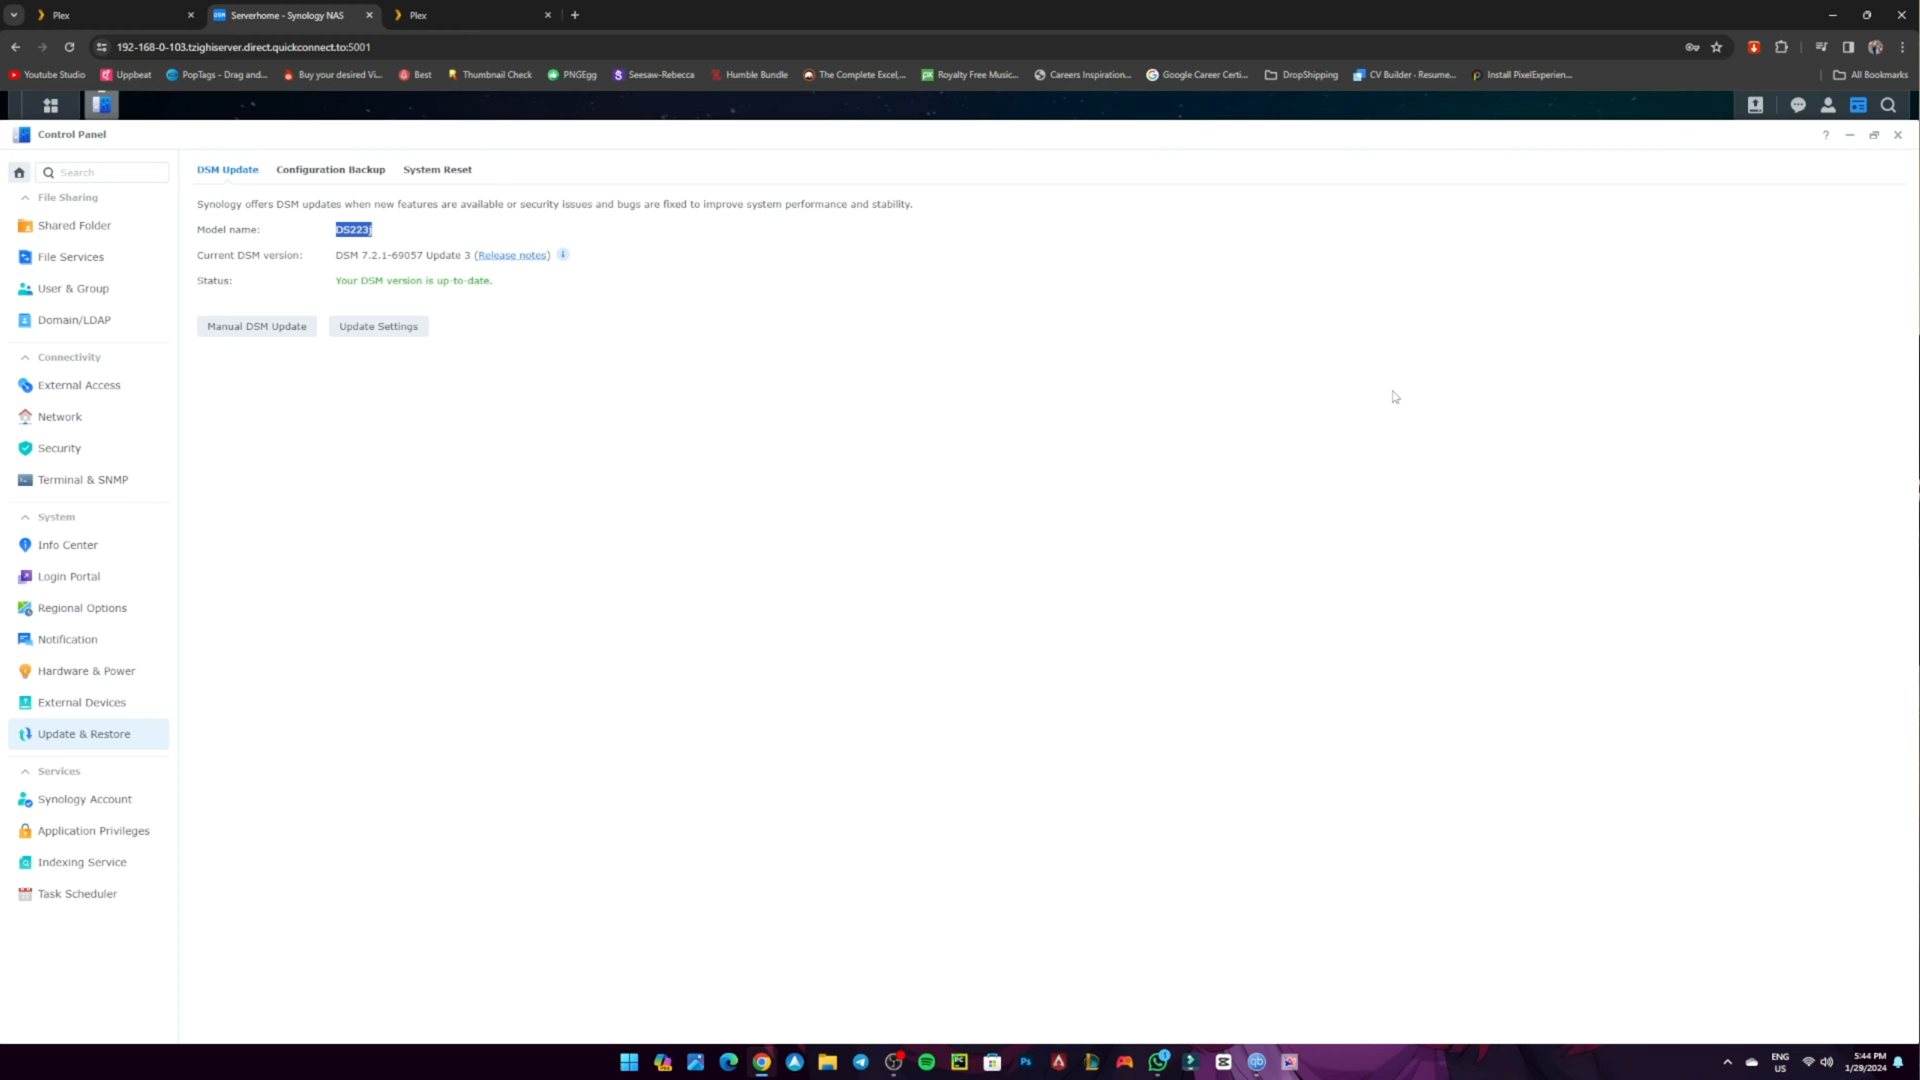 Plex
Serverhome - Synology NAS
Plex
192-168-0-103.tzighiserver.direct.quickconnect.to:5001
Youtube Studio
Uppbeat
PopTags - Drag and...
Buy your desired Vi...
Best
Thumbnail Check
PNGEgg
Seesaw-Rebecca
Humble Bundle
The Complete Excel,...
Royalty Free Music...
Careers Inspiration...
Google Career Certi...
DropShipping
CV Builder - Resume...
Install PixelExperien...
All Bookmarks
Control Panel
Search
File Sharing
Shared Folder
File Services
User & Group
Domain/LDAP
Connectivity
External Access
Network
Security
Terminal & SNMP
System
Info Center
Login Portal
Regional Options
Notification
Hardware & Power
External Devices
Update & Restore
Services
Synology Account
Application Privileges
Indexing Service
Task Scheduler
DSM Update
Configuration Backup
System Reset
Synology offers DSM updates when new features are available or security issues and bugs are fixed to improve system performance and stability.
Model name: DS223j
Current DSM version: DSM 7.2.1-69057 Update 3 (Release notes)
Status: Your DSM version is up-to-date.
Manual DSM Update
Update Settings
ENG
US
5:44 PM
1/29/2024